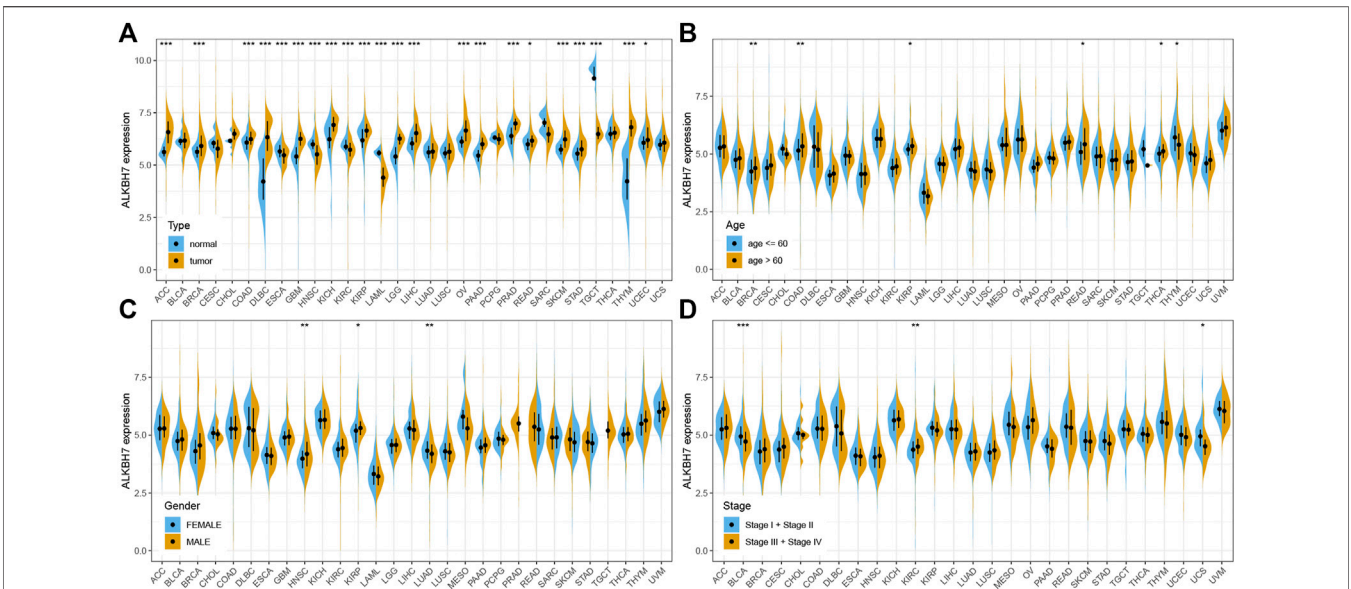 A
*** *** *** *** *** *** *** *** *** *** *** *** *** *** *** *** * *** *** *** *** *
10.0
7.5
5.0
2.5
0.0
ALKBH7 expression
Type
normal
tumor
ACC BLCA BRCA CESC CHOL COAD DLBC ESCA GBM HNSC KICH KIRC KIRP LAML LGG LIHC LUAD LUSC OV PAAD PCPG PRAD READ SARC SKCM STAD TGCT THCA THYM UCEC UCS
B
** ** * * * *
7.5
5.0
2.5
0.0
ALKBH7 expression
Age
age <= 60
age > 60
ACC BLCA BRCA CESC CHOL COAD DLBC ESCA GBM HNSC KICH KIRC KIRP LAML LGG LIHC LUAD LUSC MESO OV PAAD PCPG PRAD READ SARC SKCM STAD TGCT THCA THYM UCEC UCS UVM
C
** * **
7.5
5.0
2.5
0.0
ALKBH7 expression
Gender
FEMALE
MALE
ACC BLCA BRCA CHOL COAD DLBC ESCA GBM HNSC KICH KIRC KIRP LAML LGG LIHC LUAD LUSC MESO PAAD PCPG PRAD READ SARC SKCM STAD TGCT THCA THYM UVM
D
*** ** *
7.5
5.0
2.5
0.0
ALKBH7 expression
Stage
Stage I + Stage II
Stage III + Stage IV
ACC BLCA BRCA CESC CHOL COAD DLBC ESCA HNSC KICH KIRC KIRP LIHC LUAD LUSC MESO OV PAAD READ SKCM STAD TGCT THCA THYM UCEC UCS UVM